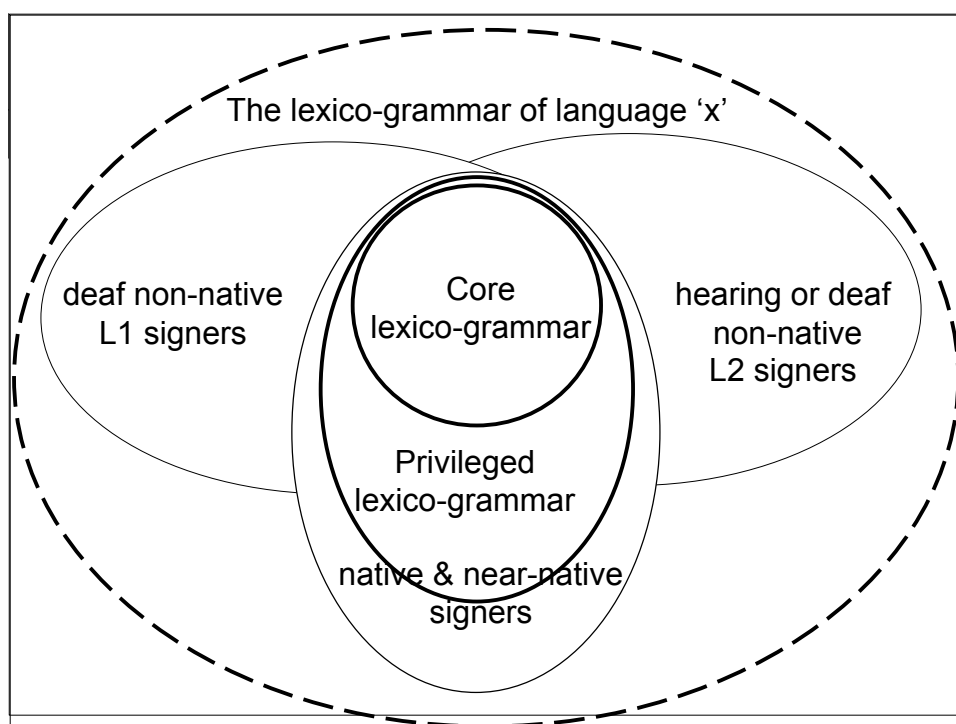 The lexico-grammar of language ‘x’
deaf non-native
L1 signers
Core
lexico-grammar
hearing or deaf
non-native
L2 signers
Privileged
lexico-grammar
native & near-native
signers